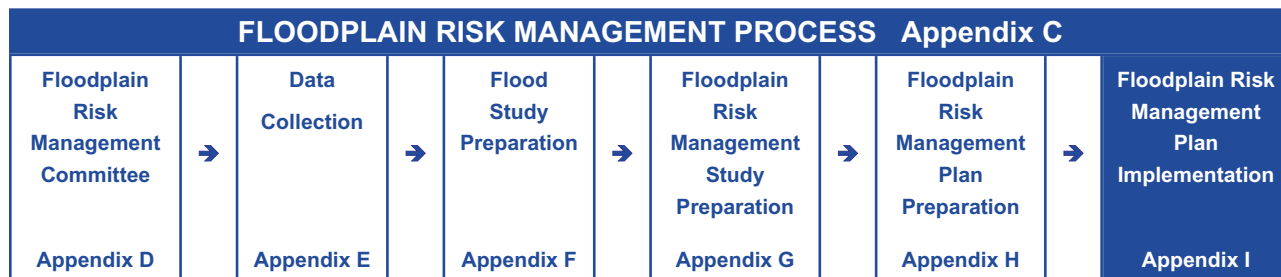 FLOODPLAIN RISK MANAGEMENT PROCESS Appendix C
Floodplain
Risk
Management
Committee
Appendix D
➔
Data
Collection
Appendix E
➔
Flood
Study
Preparation
Appendix F
➔
Floodplain
Risk
Management
Study
Preparation
Appendix G
➔
Floodplain
Risk
Management
Plan
Preparation
Appendix H
➔
Floodplain Risk
Management
Plan
Implementation
Appendix I